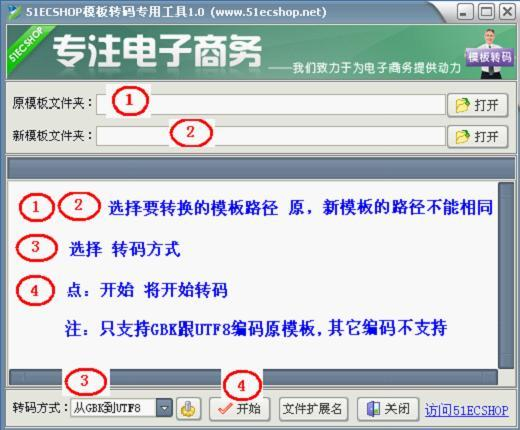 51ECSHOP模板转码专用工具1.0 (www.51ecshop.net)
51ECSHOP
专注电子商务
——我们致力于为电子商务提供动力
模板转码
原模板文件夹： 1 打开
新模板文件夹： 2 打开
1 2 选择要转换的模板路径 原，新模板的路径不能相同
3 选择 转码方式
4 点：开始 将开始转码
注：只支持GBK跟UTF8编码原模板,其它编码不支持
3 4
转码方式：从GBK到UTF8 开始 文件扩展名 关闭 访问51ECSHOP